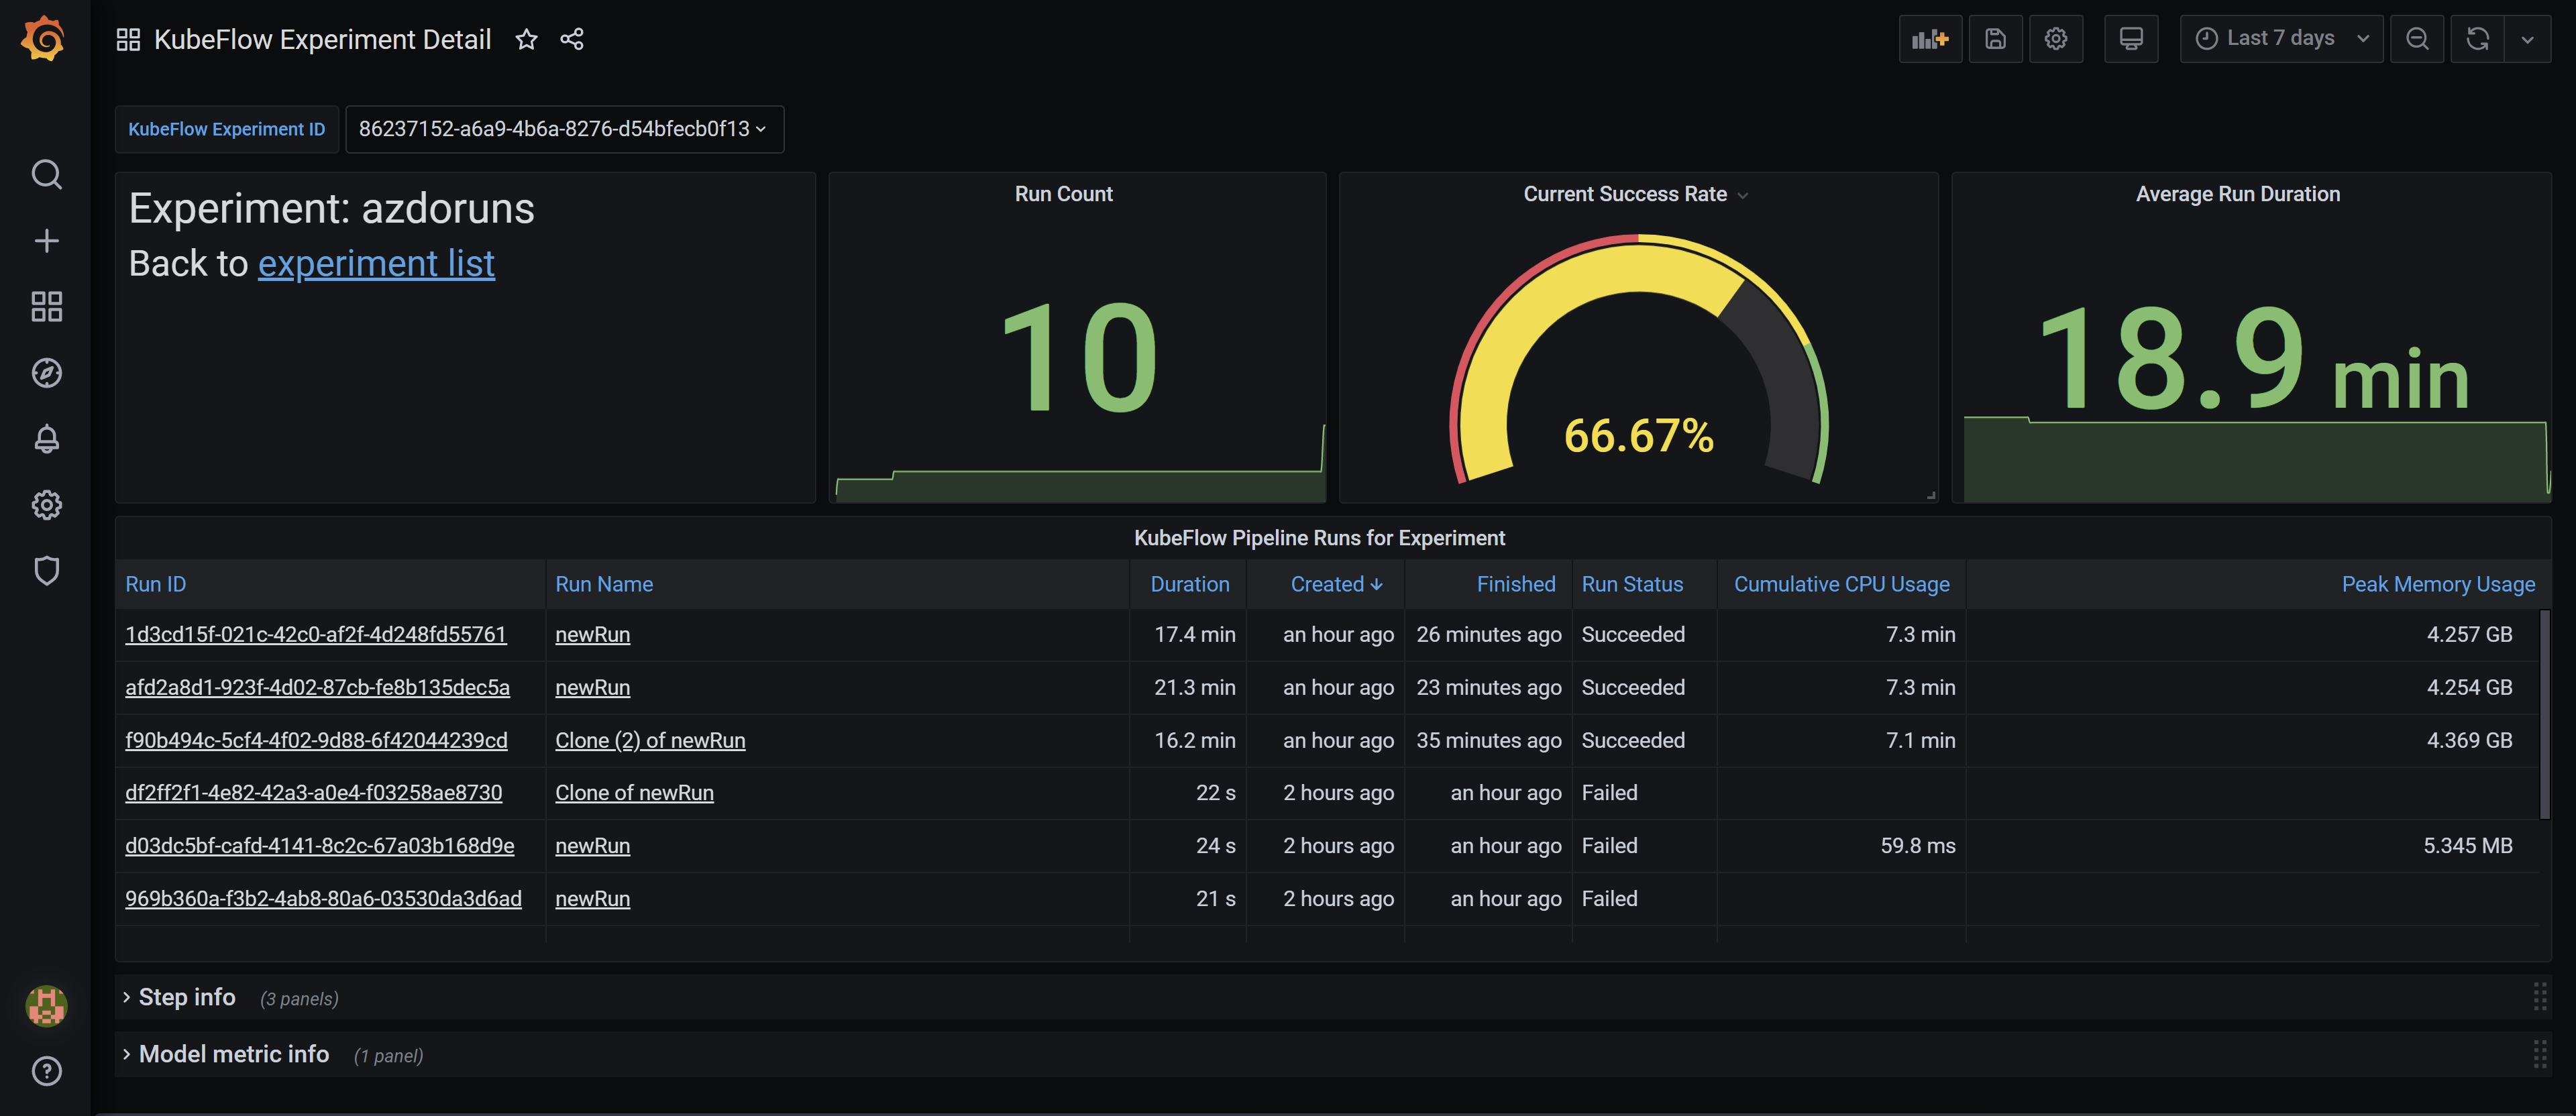 KubeFlow Experiment Detail
Last 7 days
KubeFlow Experiment ID 86237152-a6a9-4b6a-8276-d54bfecb0f13
Experiment: azdoruns
Back to experiment list
Run Count
10
Current Success Rate
66.67%
Average Run Duration
18.9 min
KubeFlow Pipeline Runs for Experiment
Run ID Run Name Duration Created Finished Run Status Cumulative CPU Usage Peak Memory Usage
1d3cd15f-021c-42c0-af2f-4d248fd55761 newRun 17.4 min an hour ago 26 minutes ago Succeeded 7.3 min 4.257 GB
afd2a8d1-923f-4d02-87cb-fe8b135dec5a newRun 21.3 min an hour ago 23 minutes ago Succeeded 7.3 min 4.254 GB
f90b494c-5cf4-4f02-9d88-6f42044239cd Clone (2) of newRun 16.2 min an hour ago 35 minutes ago Succeeded 7.1 min 4.369 GB
df2ff2f1-4e82-42a3-a0e4-f03258ae8730 Clone of newRun 22 s 2 hours ago an hour ago Failed
d03dc5bf-cafd-4141-8c2c-67a03b168d9e newRun 24 s 2 hours ago an hour ago Failed 59.8 ms 5.345 MB
969b360a-f3b2-4ab8-80a6-03530da3d6ad newRun 21 s 2 hours ago an hour ago Failed
Step info (3 panels)
Model metric info (1 panel)